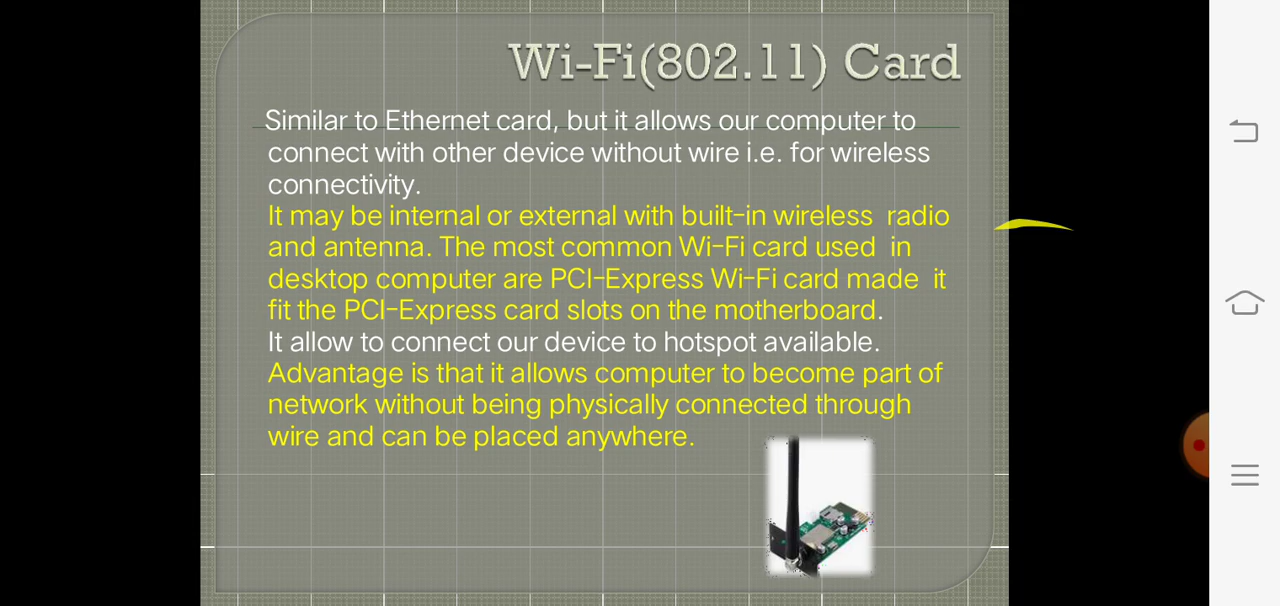 Wi-Fi(802.11) Card
Similar to Ethernet card, but it allows our computer to
connect with other device without wire i.e. for wireless
connectivity.
It may be internal or external with built-in wireless radio
and antenna. The most common Wi-Fi card used in
desktop computer are PCI-Express Wi-Fi card made it
fit the PCI-Express card slots on the motherboard.
It allow to connect our device to hotspot available.
Advantage is that it allows computer to become part of
network without being physically connected through
wire and can be placed anywhere.